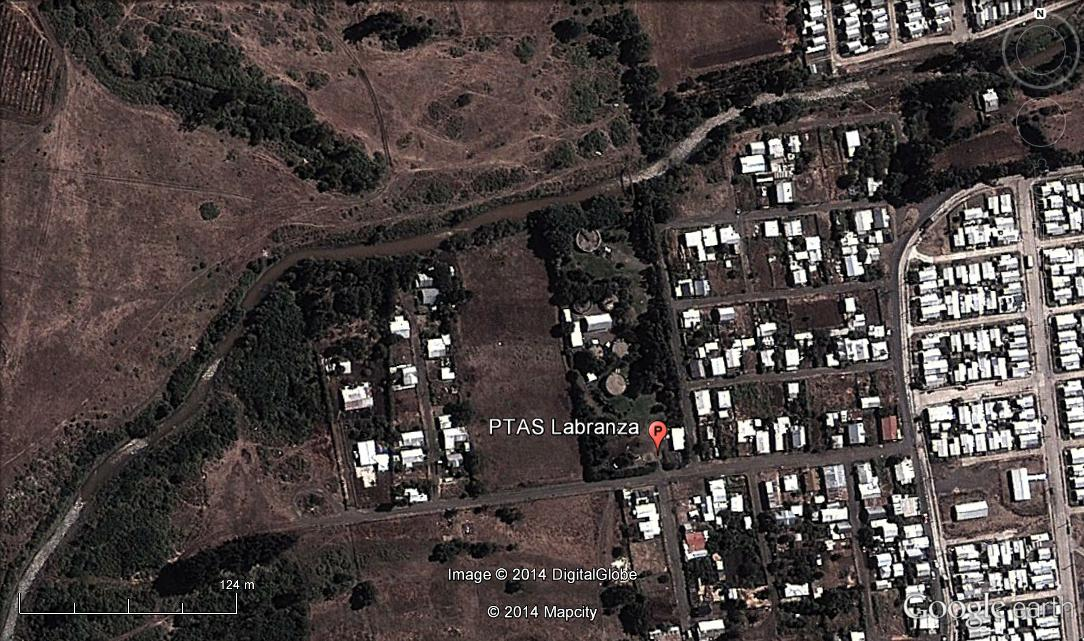 N
P
PTAS Labranza
Image © 2014 DigitalGlobe
124 m
© 2014 Mapcity
Google earth